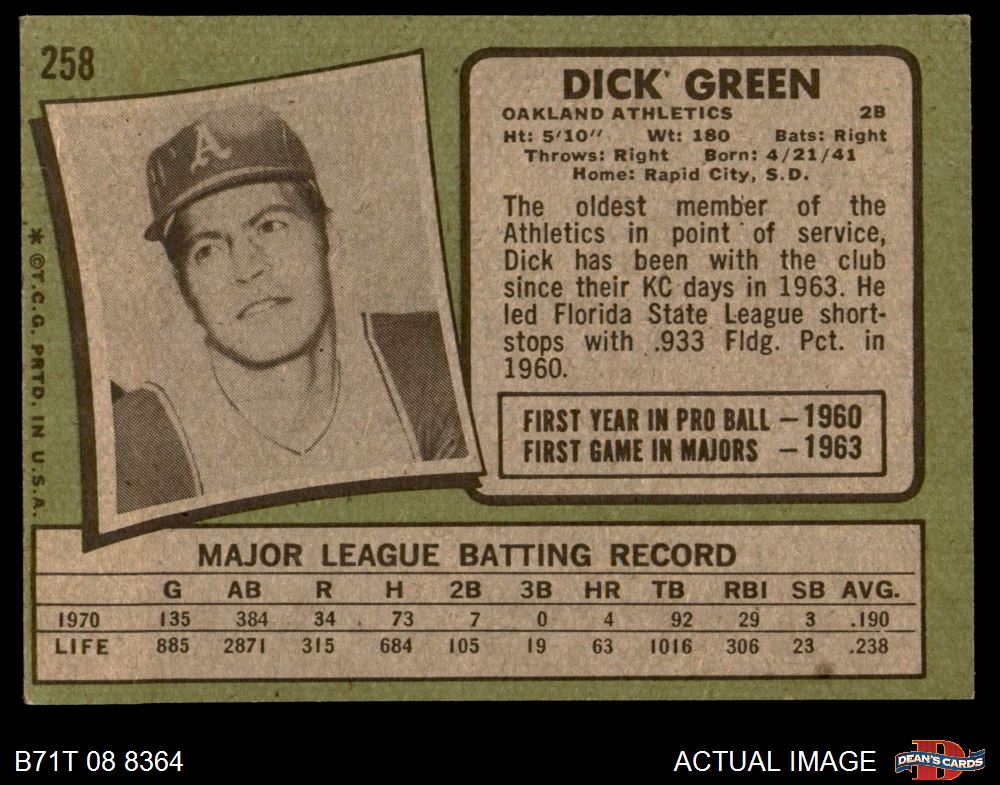 258
DICK GREEN
OAKLAND ATHLETICS 2B
Ht: 5'10" Wt: 180 Bats: Right
Throws: Right Born: 4/21/41
Home: Rapid City, S.D.
The oldest member of the
Athletics in point of service,
Dick has been with the club
since their KC days in 1963. He
led Florida State League short-
stops with .933 Fldg. Pct. in
1960.
FIRST YEAR IN PRO BALL – 1960
FIRST GAME IN MAJORS – 1963
A
* ©T.C.G. PRTD. IN U.S.A.
MAJOR LEAGUE BATTING RECORD
G AB R H 2B 3B HR TB RBI SB AVG.
1970 135 384 34 73 7 0 4 92 29 3 .190
LIFE 885 2871 315 684 105 19 63 1016 306 23 .238
B71T 08 8364
ACTUAL IMAGE
D
DEAN'S CARDS